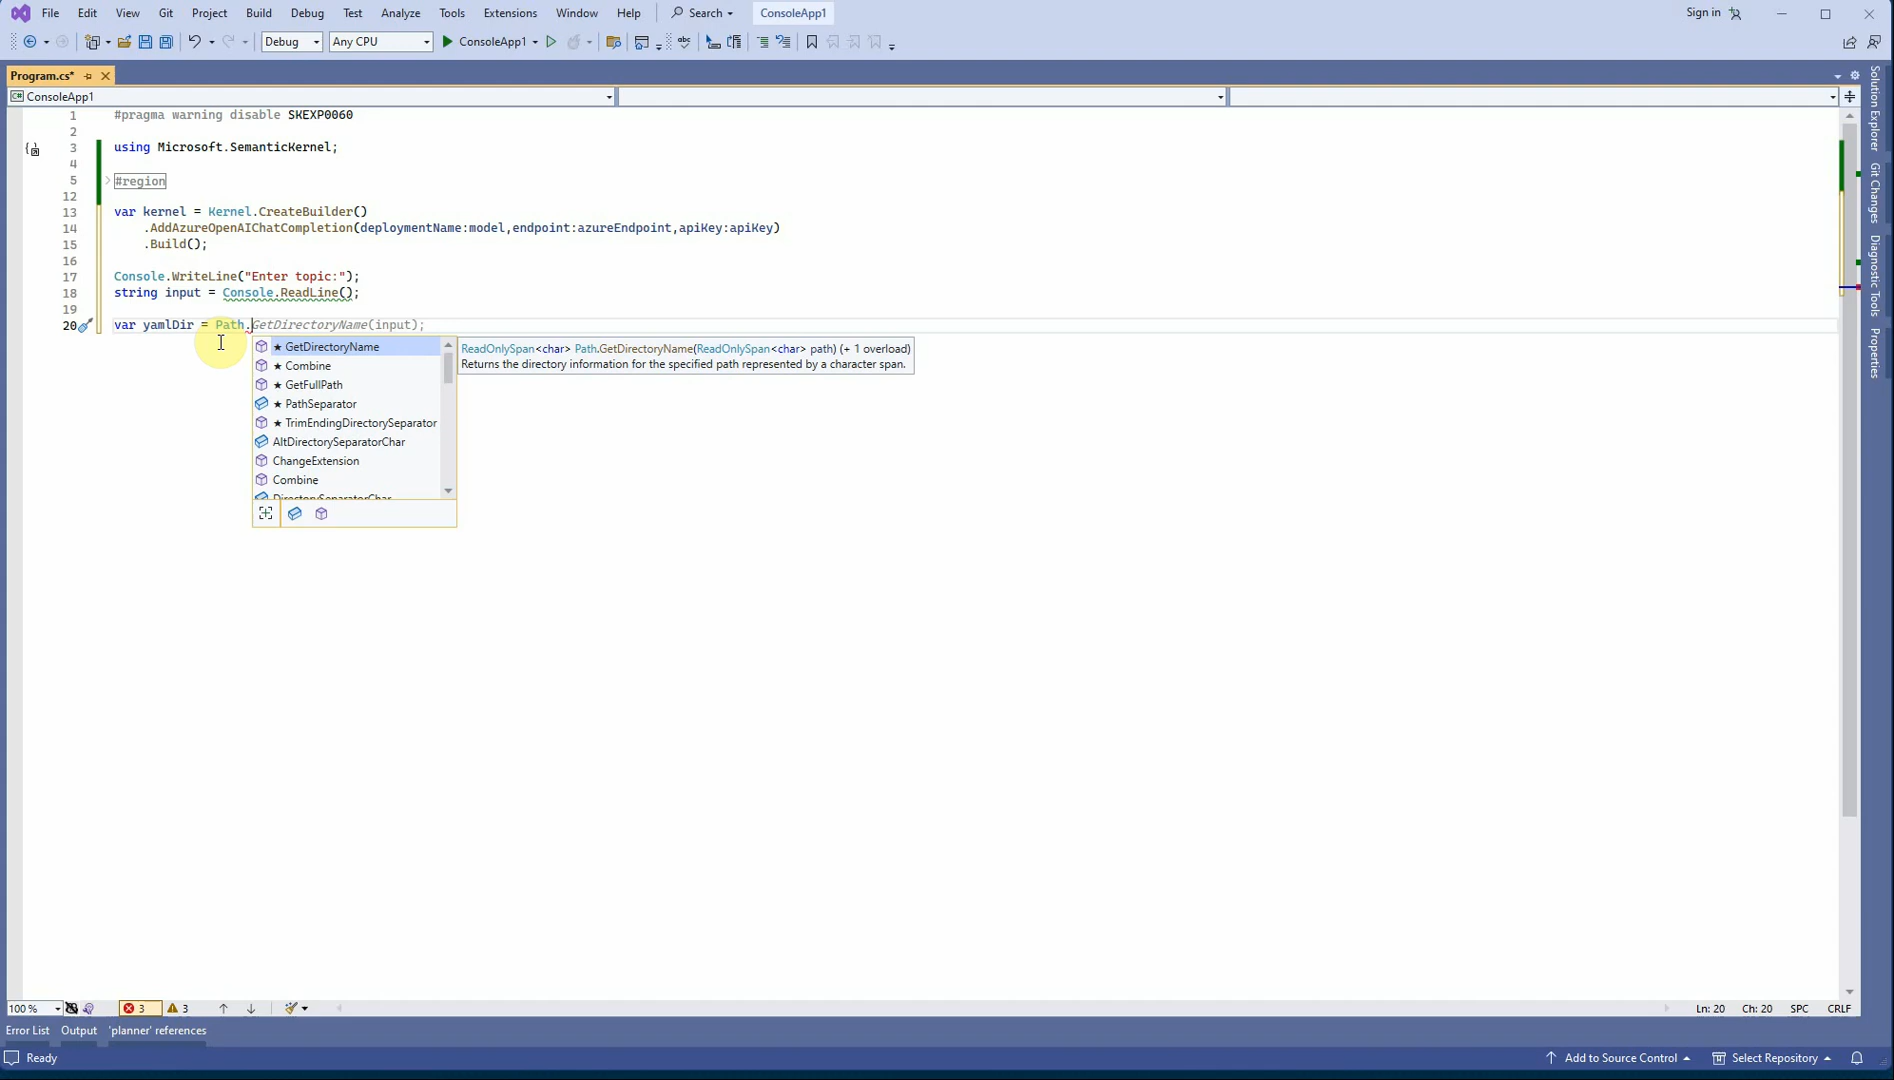 File Edit View Git Project Build Debug Test Analyze Tools Extensions Window Help Search ConsoleApp1 Sign in
Debug Any CPU ConsoleApp1
Program.cs*
ConsoleApp1
1 #pragma warning disable SKEXP0060
2
3 using Microsoft.SemanticKernel;
4
5 #region
12
13 var kernel = Kernel.CreateBuilder()
14 .AddAzureOpenAIChatCompletion(deploymentName:model,endpoint:azureEndpoint,apiKey:apiKey)
15 .Build();
16
17 Console.WriteLine("Enter topic:");
18 string input = Console.ReadLine();
19
20 var yamlDir = Path.GetDirectoryName(input);
★ GetDirectoryName
★ Combine
★ GetFullPath
★ PathSeparator
★ TrimEndingDirectorySeparator
AltDirectorySeparatorChar
ChangeExtension
Combine
DirectorySeparatorChar
ReadOnlySpan<char> Path.GetDirectoryName(ReadOnlySpan<char> path) (+ 1 overload)
Returns the directory information for the specified path represented by a character span.
Solution Explorer
Git Changes
Diagnostic Tools
Properties
100 % 3 3 Ln: 20 Ch: 20 SPC CRLF
Error List Output 'planner' references
Ready Add to Source Control Select Repository